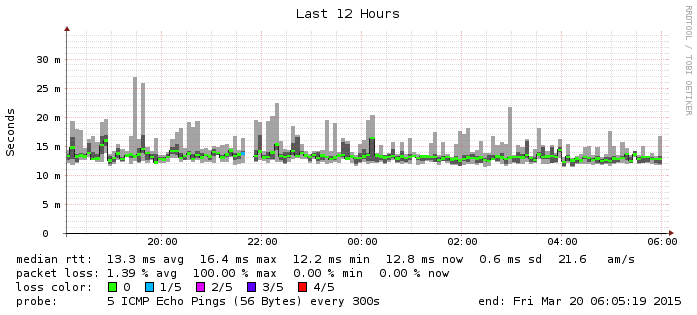 Last 12 Hours
RRDTOOL / TOBI OETIKER
Seconds
30 m
25 m
20 m
15 m
10 m
5 m
0
20:00 22:00 00:00 02:00 04:00 06:00
median rtt: 13.3 ms avg 16.4 ms max 12.2 ms min 12.8 ms now 0.6 ms sd 21.6 am/s
packet loss: 1.39 % avg 100.00 % max 0.00 % min 0.00 % now
loss color: 0 1/5 2/5 3/5 4/5
probe: 5 ICMP Echo Pings (56 Bytes) every 300s end: Fri Mar 20 06:05:19 2015